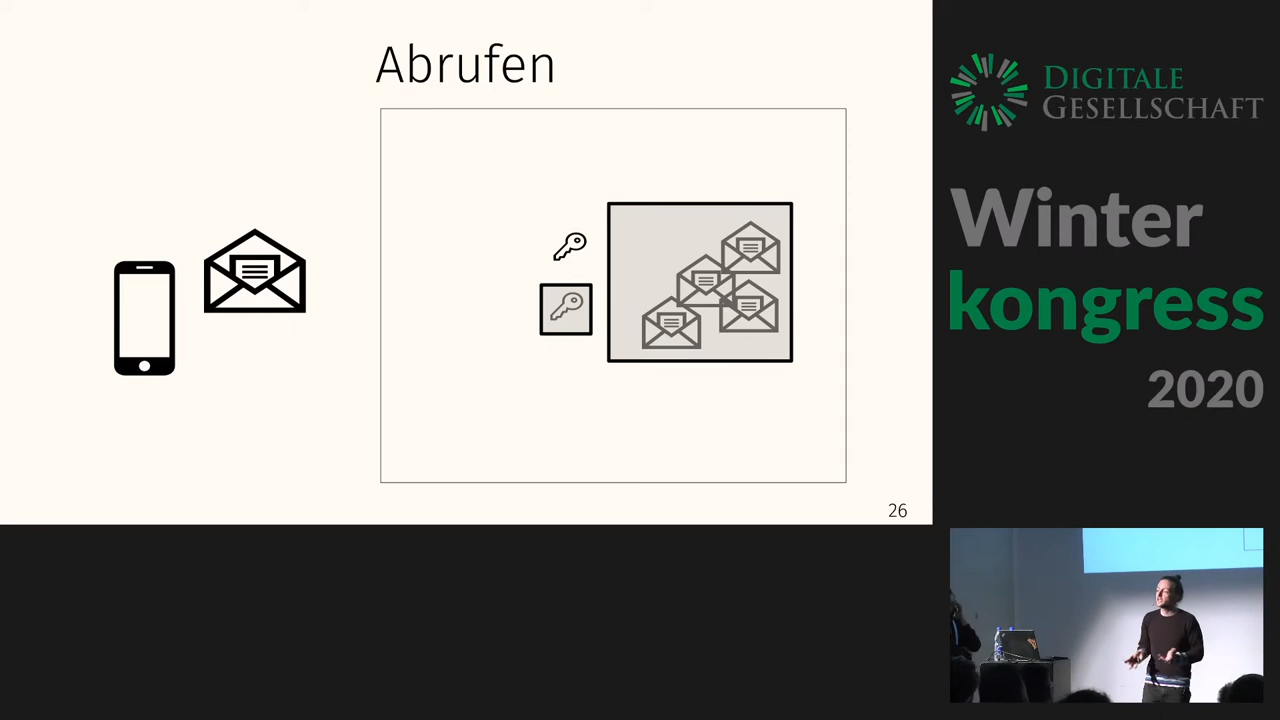 Abrufen
26
DIGITALE
GESELLSCHAFT
Winter
kongress
2020